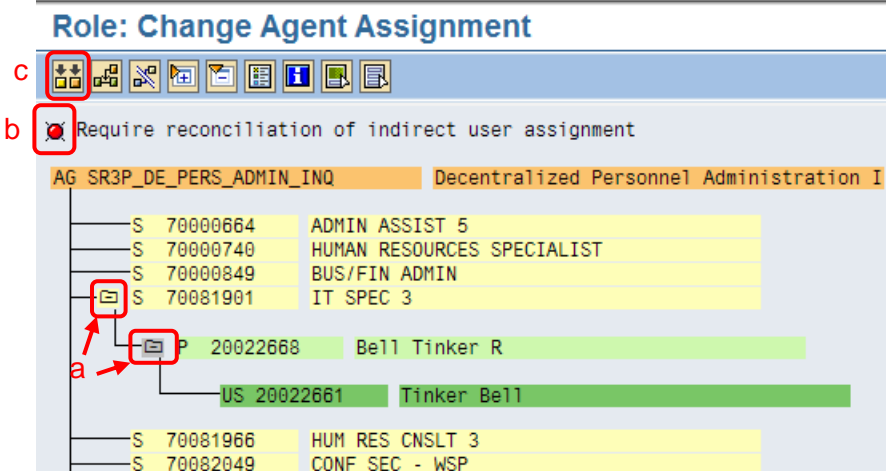 Role: Change Agent Assignment
c
b Require reconciliation of indirect user assignment
AG SR3P_DE_PERS_ADMIN_INQ Decentralized Personnel Administration I
S 70000664 ADMIN ASSIST 5
S 70000740 HUMAN RESOURCES SPECIALIST
S 70000849 BUS/FIN ADMIN
S 70081901 IT SPEC 3
P 20022668 Bell Tinker R
a
US 20022661 Tinker Bell
S 70081966 HUM RES CNSLT 3
S 70082049 CONF SEC - WSP